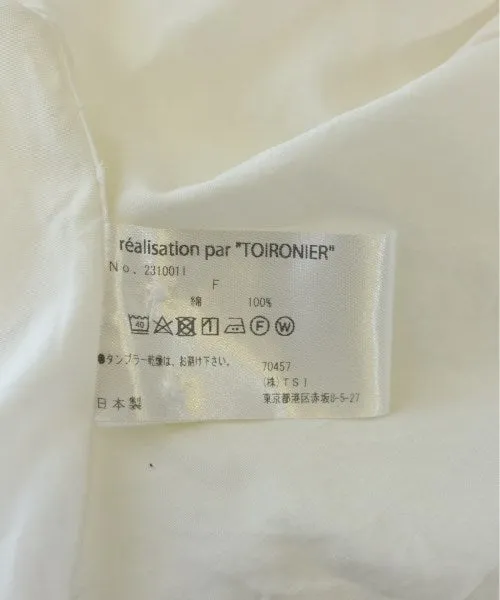 réalisation par "TOIRONIER"
No. 2310011
F
綿 100%
40 F W
●タンブラー乾燥は、お避け下さい。
70457
(株)TSI
日本製
東京都港区赤坂8-5-27